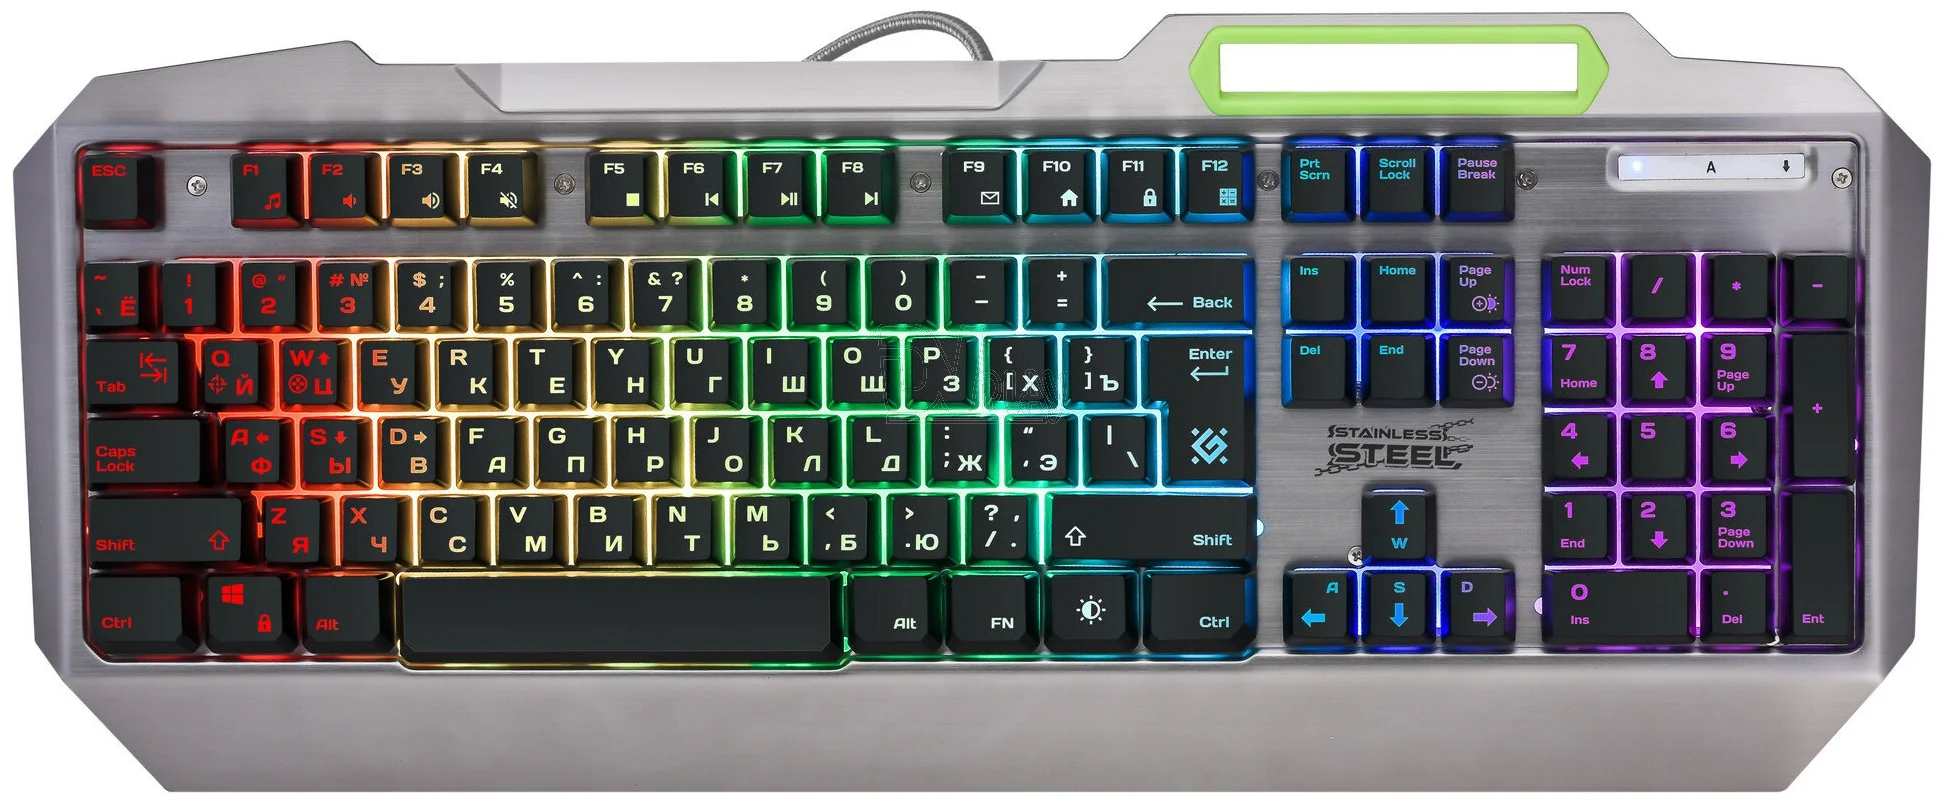 ESC F1 F2 F3 F4 F5 F6 F7 F8 F9 F10 F11 F12 Prt Scrn Scroll Lock Pause Break A
~ ` Ё ! 1 @ " 2 # № 3 $ ; 4 % 5 ^ : 6 & ? 7 * 8 ( 9 ) 0 - _ + = Back Ins Home Page Up Num Lock / * -
Tab Q Й W Ц E У R К T Е Y Н U Г I Ш O Щ P З { [ Х } ] Ъ Enter Del End Page Down 7 Home 8 9 Page Up +
Caps Lock A Ф S Ы D В F А G П H Р J О K Л L Д : ; Ж " ' Э | \ STAINLESS STEEL 4 5 6
Shift Z Я X Ч C С V М B И N Т M Ь < , Б > . Ю ? , / . Shift W 1 End 2 3 Page Down
Ctrl Alt Alt FN Ctrl A S D 0 Ins . Del Ent